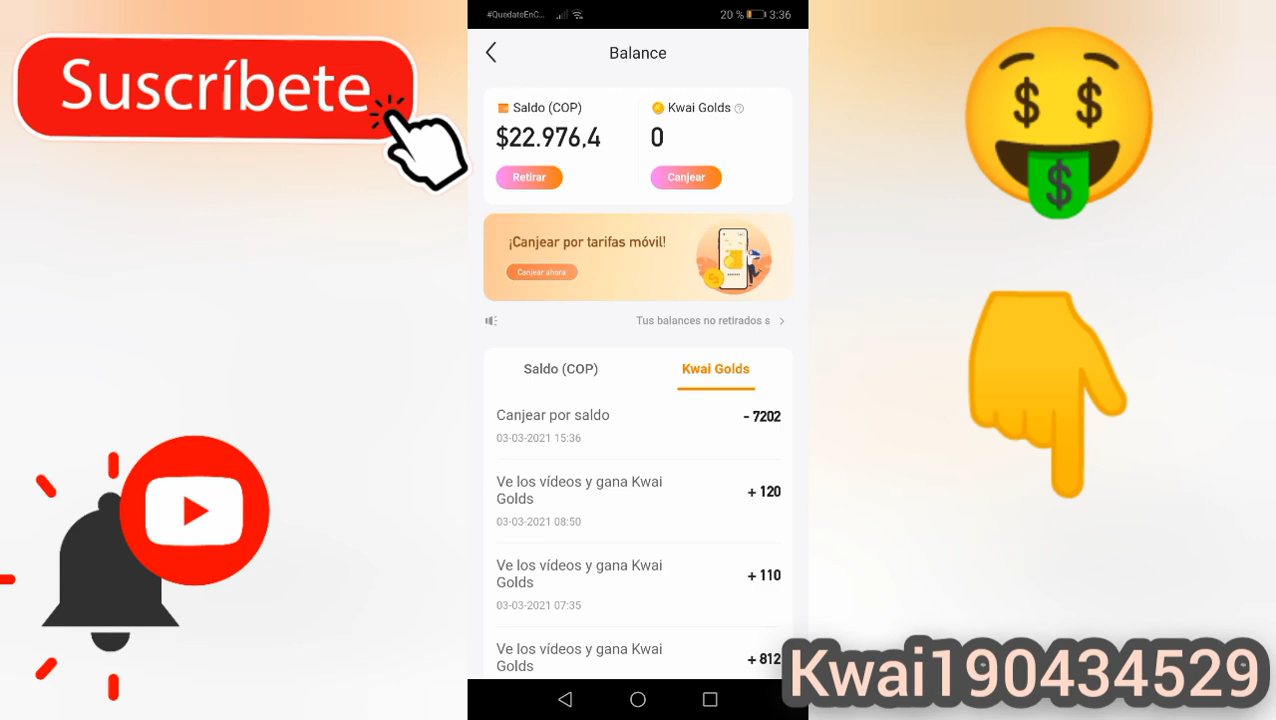 Suscríbete
#QuedateEnC... 20 % 3:36
Balance
Saldo (COP)
$22.976,4
Retirar
Kwai Golds
0
Canjear
¡Canjear por tarifas móvil!
Canjear ahora
Tus balances no retirados s
Saldo (COP) Kwai Golds
Canjear por saldo - 7202
03-03-2021 15:36
Ve los vídeos y gana Kwai
Golds + 120
03-03-2021 08:50
Ve los vídeos y gana Kwai
Golds + 110
03-03-2021 07:35
Ve los vídeos y gana Kwai
Golds + 812
Kwai190434529